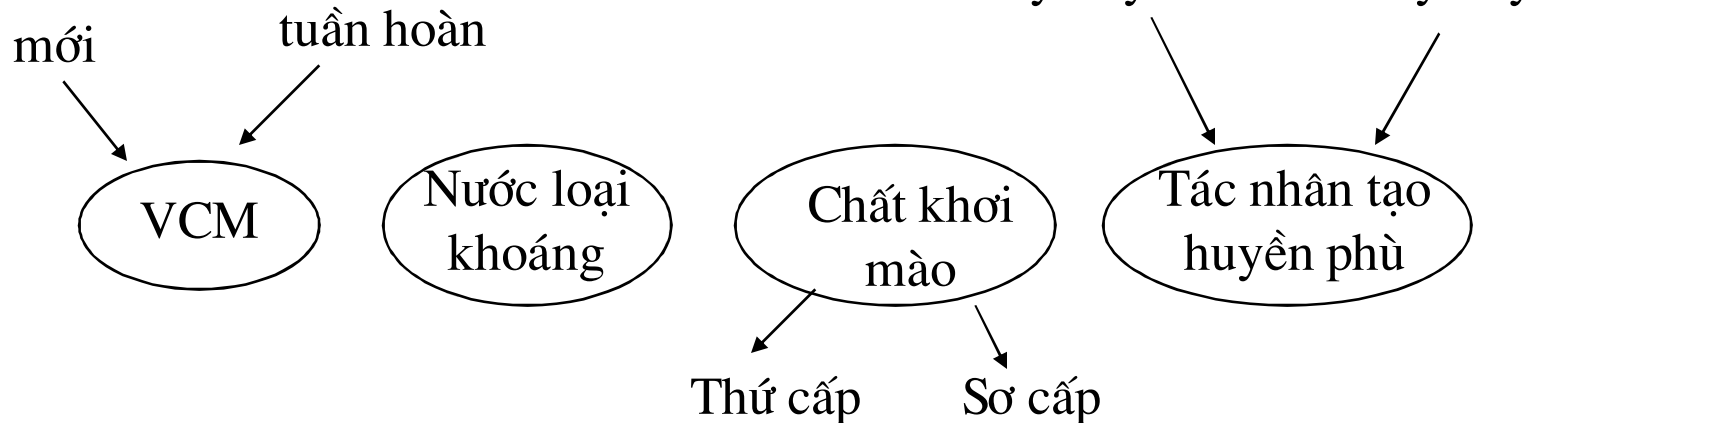 mới
tuần hoàn
VCM
Nước loại
khoáng
Chất khơi
mào
Tác nhân tạo
huyền phù
Thứ cấp
Sơ cấp